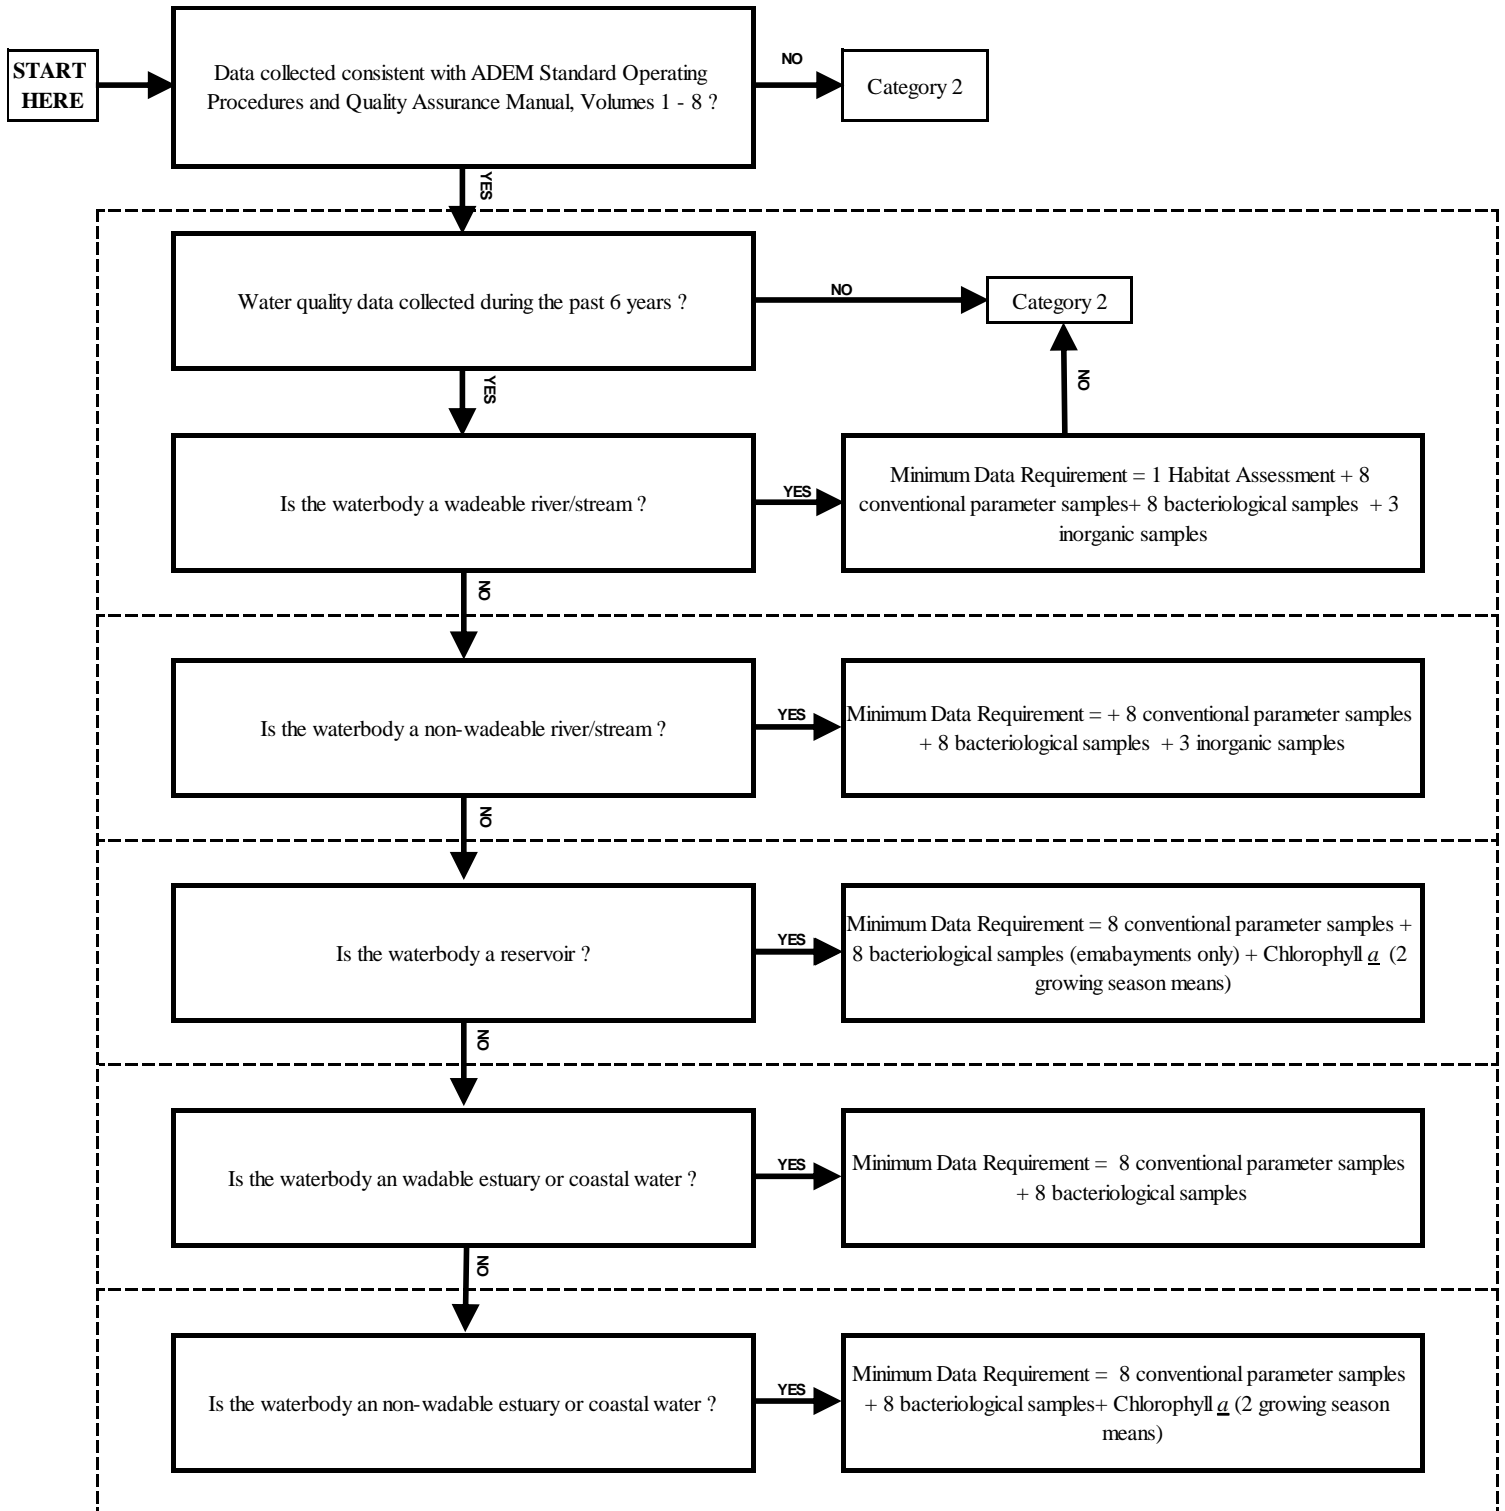 START
HERE
Data collected consistent with ADEM Standard Operating
Procedures and Quality Assurance Manual, Volumes 1 - 8 ?
NO
Category 2
YES
Water quality data collected during the past 6 years ?
NO
Category 2
YES
NO
Is the waterbody a wadeable river/stream ?
YES
Minimum Data Requirement = 1 Habitat Assessment + 8
conventional parameter samples+ 8 bacteriological samples + 3
inorganic samples
NO
Is the waterbody a non-wadeable river/stream ?
YES
Minimum Data Requirement = + 8 conventional parameter samples
+ 8 bacteriological samples + 3 inorganic samples
NO
Is the waterbody a reservoir ?
YES
Minimum Data Requirement = 8 conventional parameter samples +
8 bacteriological samples (emabayments only) + Chlorophyll a (2
growing season means)
NO
Is the waterbody an wadable estuary or coastal water ?
YES
Minimum Data Requirement = 8 conventional parameter samples
+ 8 bacteriological samples
NO
Is the waterbody an non-wadable estuary or coastal water ?
YES
Minimum Data Requirement = 8 conventional parameter samples
+ 8 bacteriological samples+ Chlorophyll a (2 growing season
means)